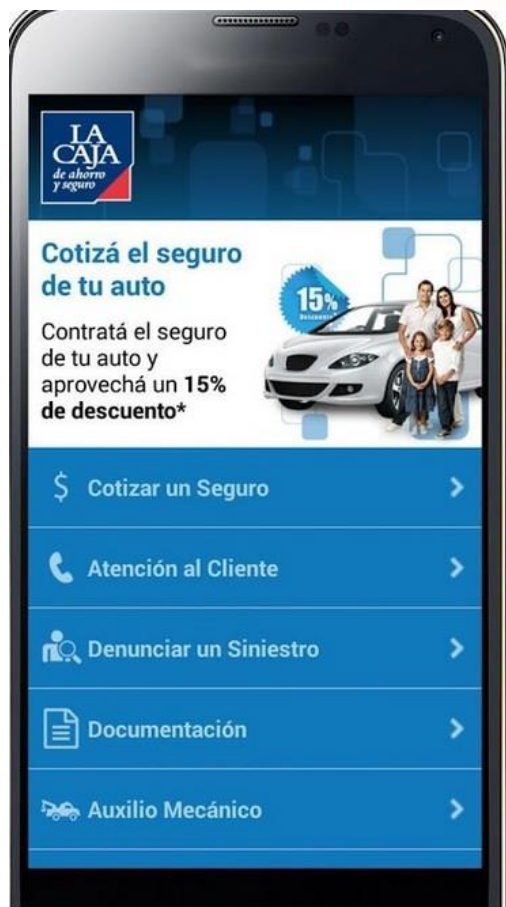 LA
CAJA
de ahorro
y seguro
Cotizá el seguro
de tu auto
15%
Descuento*
Contratá el seguro
de tu auto y
aprovechá un 15%
de descuento*
$ Cotizar un Seguro
Atención al Cliente
Denunciar un Siniestro
Documentación
Auxilio Mecánico